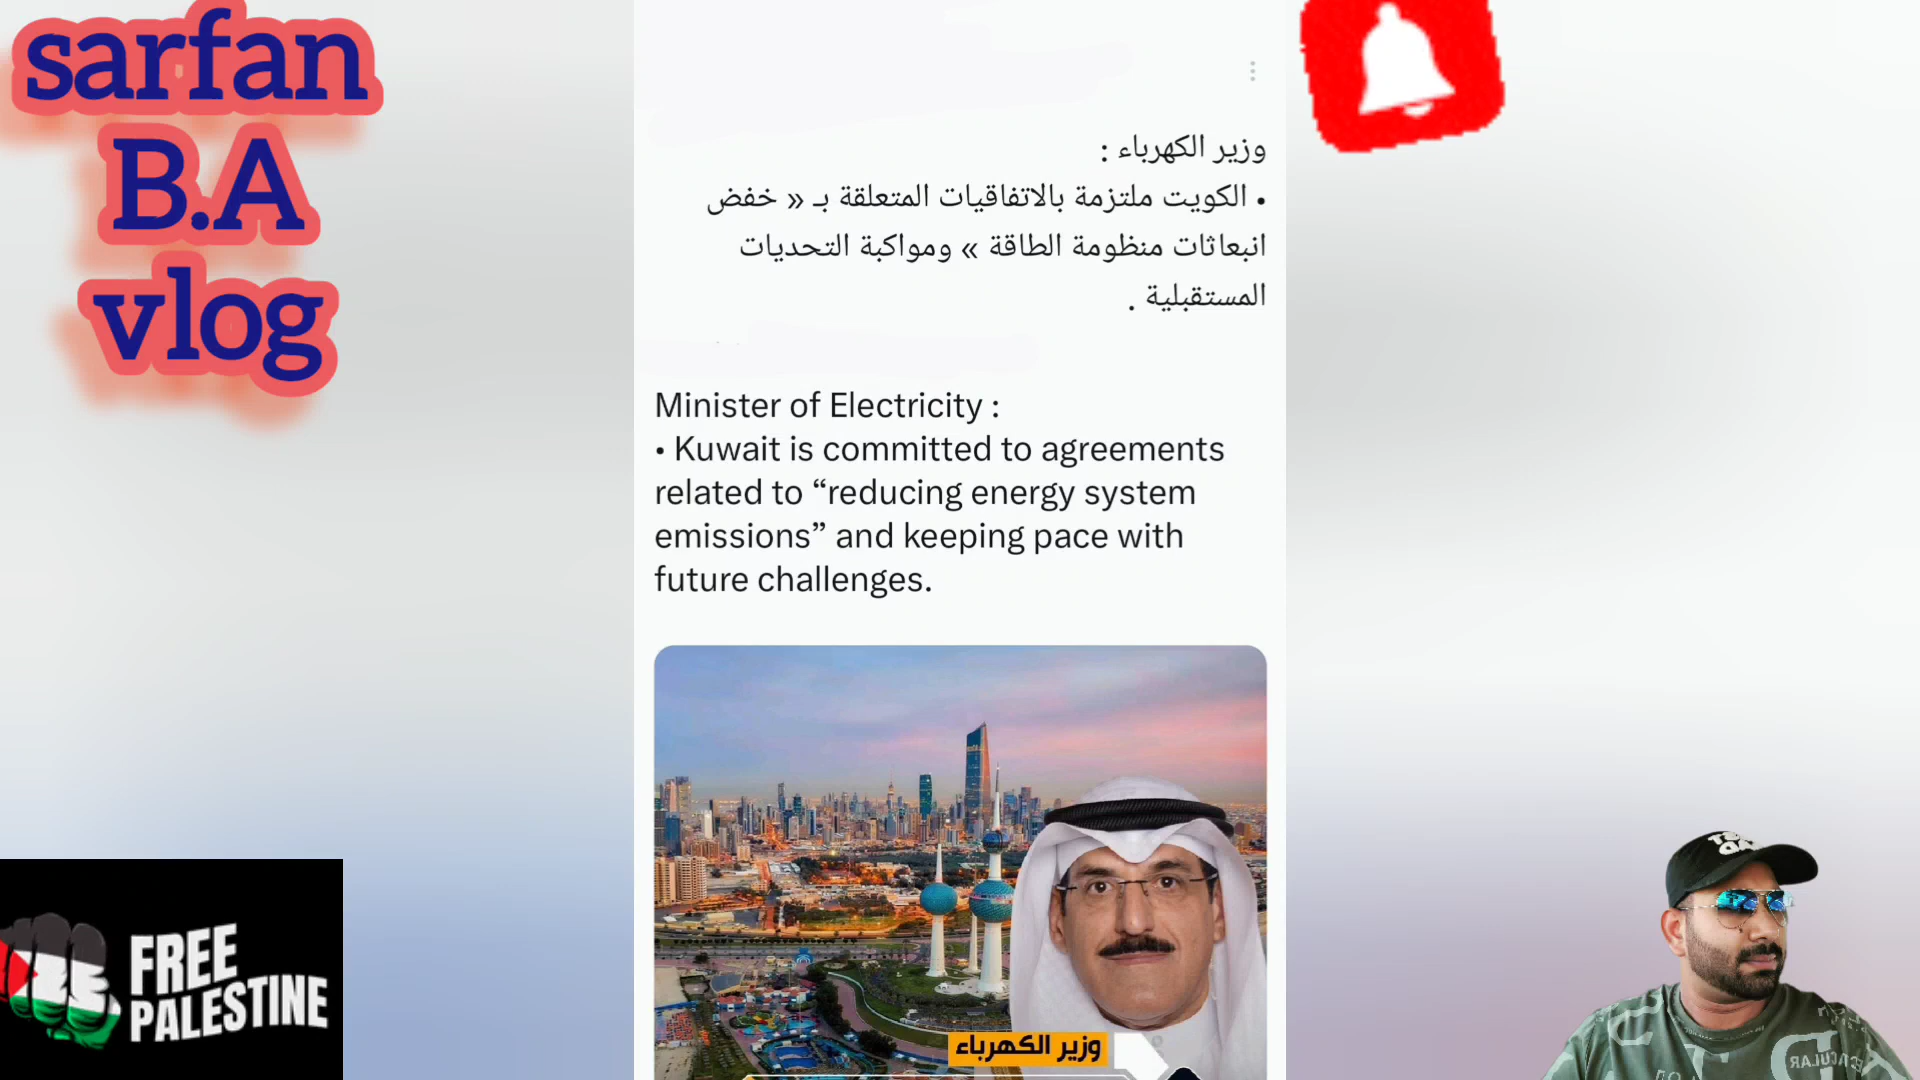 sarfan
B.A
vlog
وزير الكهرباء :
• الكويت ملتزمة بالاتفاقيات المتعلقة بـ « خفض
انبعاثات منظومة الطاقة » ومواكبة التحديات
المستقبلية .
Minister of Electricity :
• Kuwait is committed to agreements
related to “reducing energy system
emissions” and keeping pace with
future challenges.
وزير الكهرباء
FREE
PALESTINE